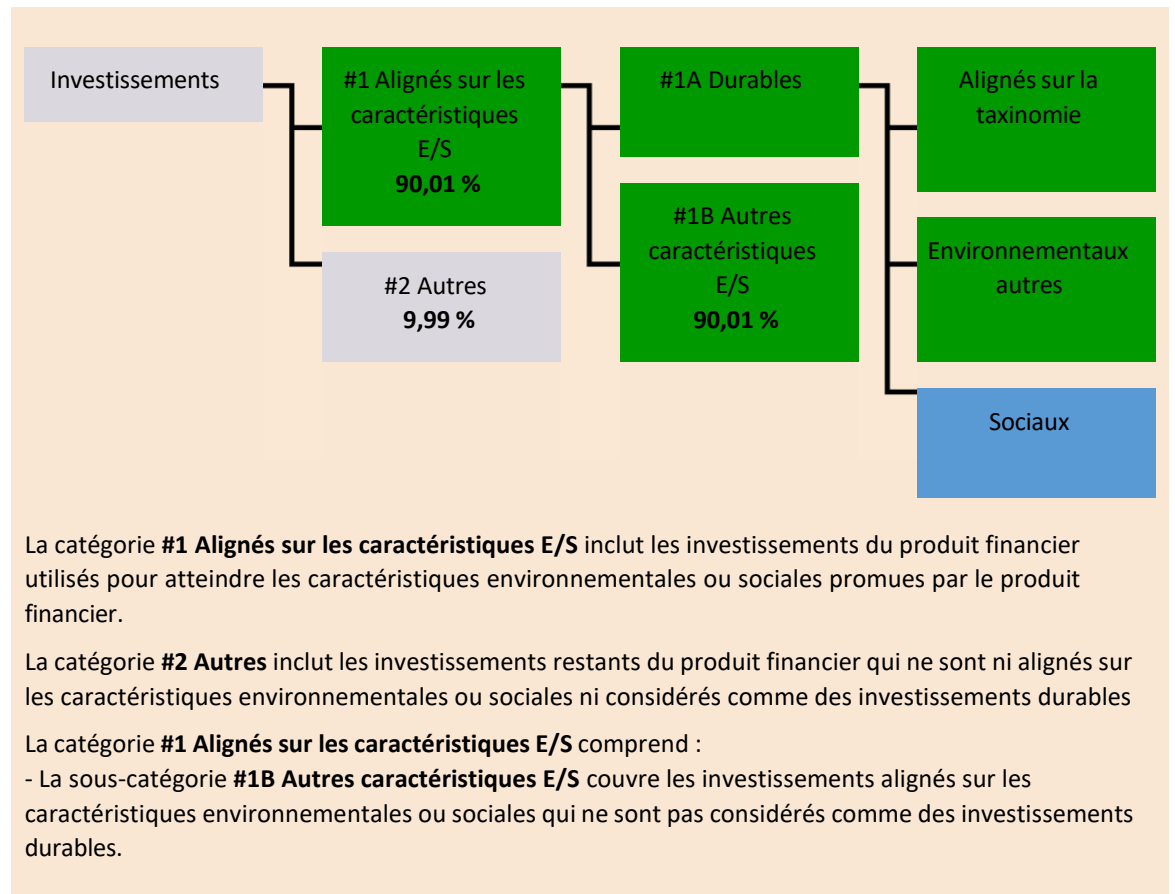 Investissements
#1 Alignés sur les
caractéristiques
E/S
90,01 %
#2 Autres
9,99 %
#1A Durables
#1B Autres
caractéristiques
E/S
90,01 %
Alignés sur la
taxinomie
Environnementaux
autres
Sociaux
La catégorie #1 Alignés sur les caractéristiques E/S inclut les investissements du produit financier
utilisés pour atteindre les caractéristiques environnementales ou sociales promues par le produit
financier.
La catégorie #2 Autres inclut les investissements restants du produit financier qui ne sont ni alignés sur
les caractéristiques environnementales ou sociales ni considérés comme des investissements durables
La catégorie #1 Alignés sur les caractéristiques E/S comprend :
- La sous-catégorie #1B Autres caractéristiques E/S couvre les investissements alignés sur les
caractéristiques environnementales ou sociales qui ne sont pas considérés comme des investissements
durables.